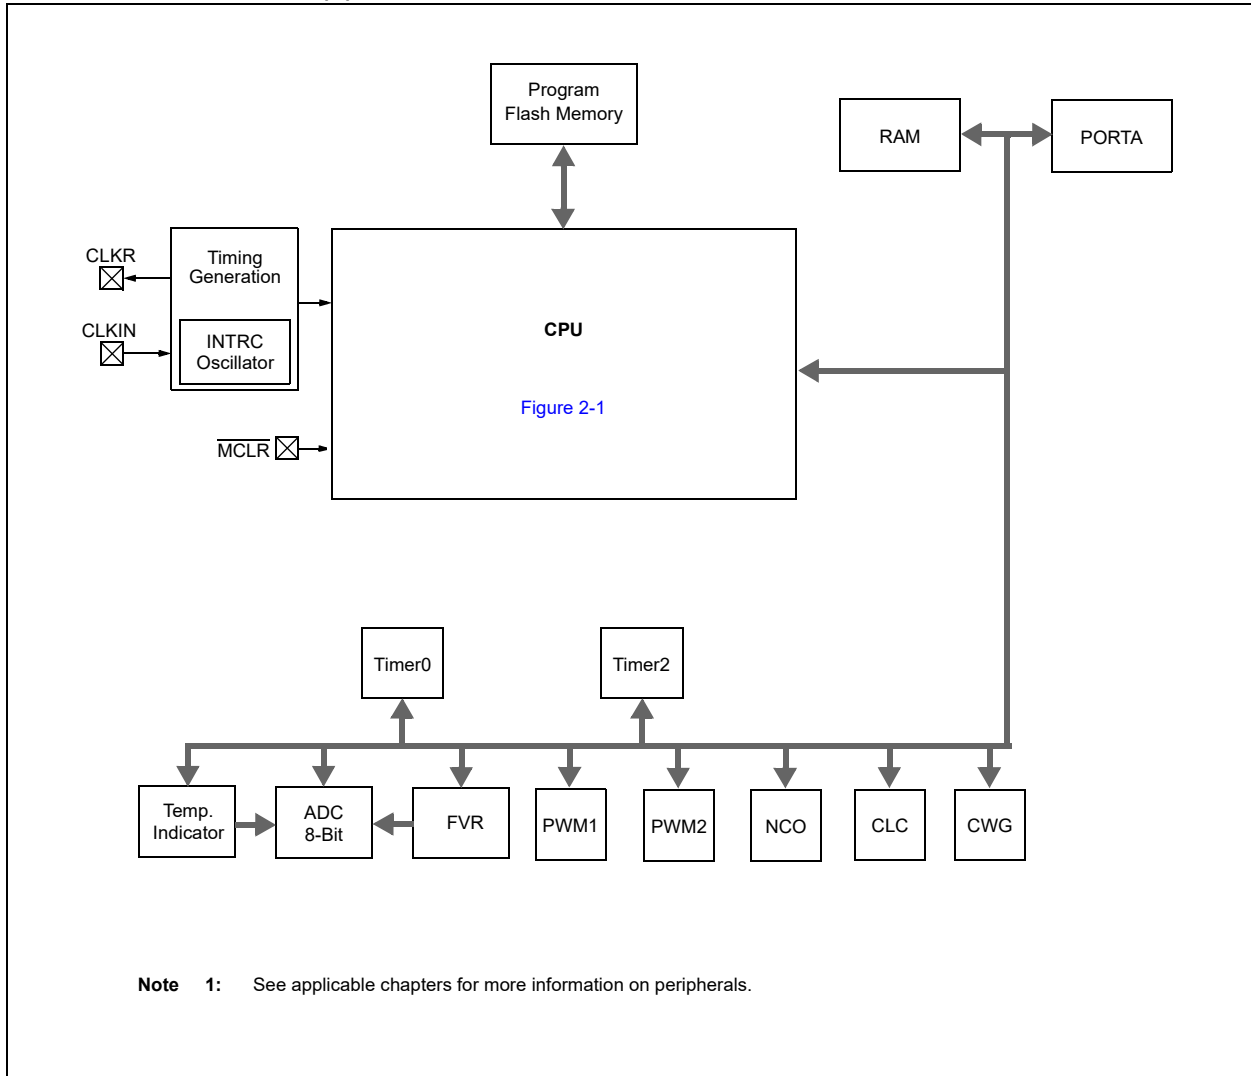 Program
Flash Memory
RAM
PORTA
CLKR
Timing
Generation
CLKIN
INTRC
Oscillator
CPU
Figure 2-1
MCLR
Timer0
Timer2
Temp.
Indicator
ADC
8-Bit
FVR
PWM1
PWM2
NCO
CLC
CWG
Note 1: See applicable chapters for more information on peripherals.